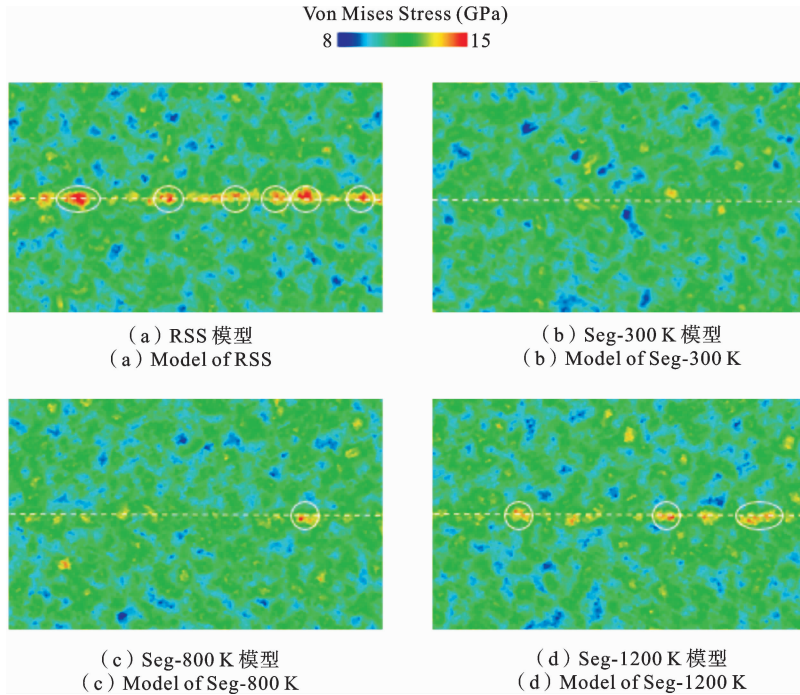 Von Mises Stress (GPa)
8 15
（a）RSS 模型
（a）Model of RSS
（b）Seg-300 K 模型
（b）Model of Seg-300 K
（c）Seg-800 K 模型
（c）Model of Seg-800 K
（d）Seg-1200 K 模型
（d）Model of Seg-1200 K